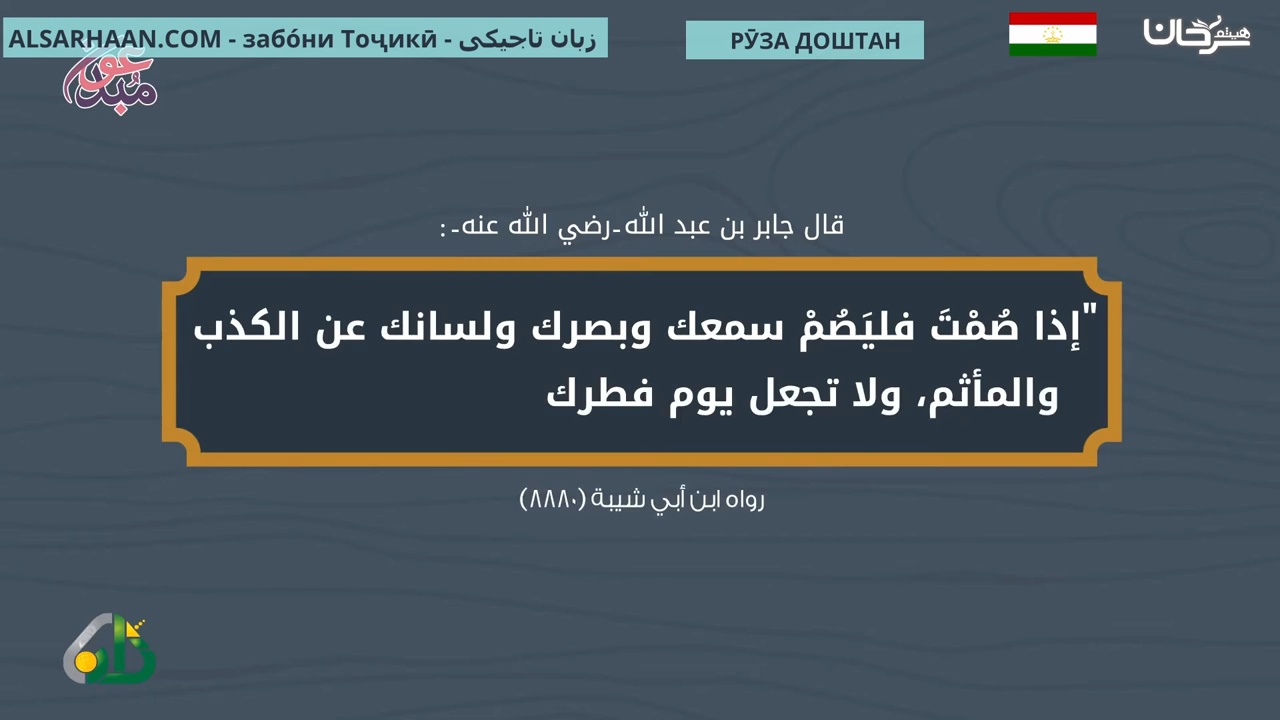 ALSARHAAN.COM - забо́ни Тоҷикӣ - زبان تاجیکی
РӮЗА ДОШТАН
هيثم سرحان
قال جابر بن عبد الله -رضي الله عنه- :
"إذا صُمْتَ فليَصُمْ سمعك وبصرك ولسانك عن الكذب
والمأثم، ولا تجعل يوم فطرك
رواه ابن أبي شيبة (٨٨٨٠)